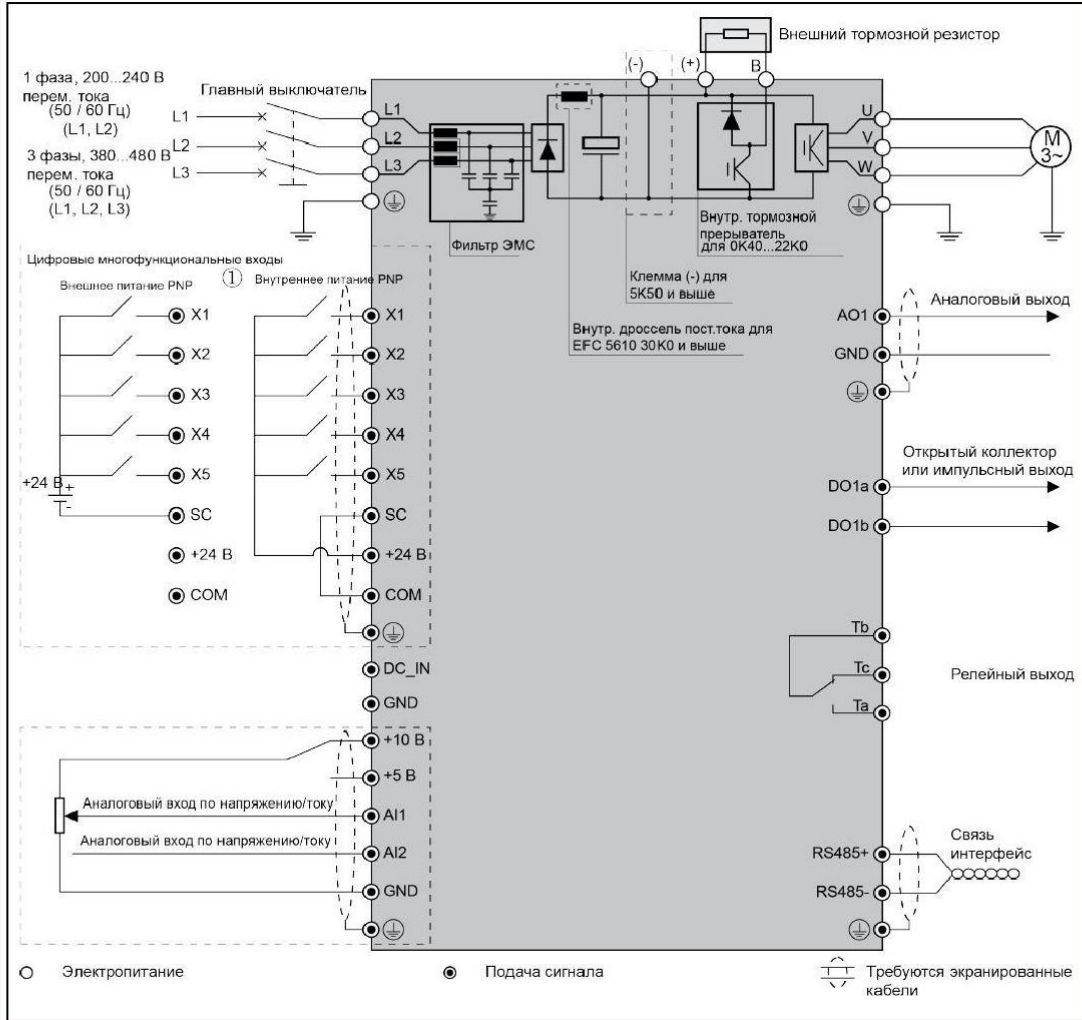 Внешний тормозной резистор
(-)
(+)
B
1 фаза, 200...240 В
перем. тока
(50 / 60 Гц)
(L1, L2)
3 фазы, 380...480 В
перем. тока
(50 / 60 Гц)
(L1, L2, L3)
Главный выключатель
L1
L2
L3
L1
L2
L3
U
V
W
M
3~
Фильтр ЭМС
Внутр. тормозной
прерыватель
для 0K40...22K0
Клемма (-) для
5K50 и выше
Внутр. дроссель пост.тока для
EFC 5610 30K0 и выше
Цифровые многофункциональные входы
Внешнее питание PNP
①
Внутреннее питание PNP
X1
X2
X3
X4
X5
+24 В
+
-
SC
+24 В
COM
X1
X2
X3
X4
X5
SC
+24 В
COM
DC_IN
GND
+10 В
+5 В
Аналоговый вход по напряжению/току
AI1
Аналоговый вход по напряжению/току
AI2
GND
AO1
Аналоговый выход
GND
Открытый коллектор
или импульсный выход
DO1a
DO1b
Tb
Tc
Ta
Релейный выход
RS485+
RS485-
Связь
интерфейс
Электропитание
Подача сигнала
Требуются экранированные
кабели